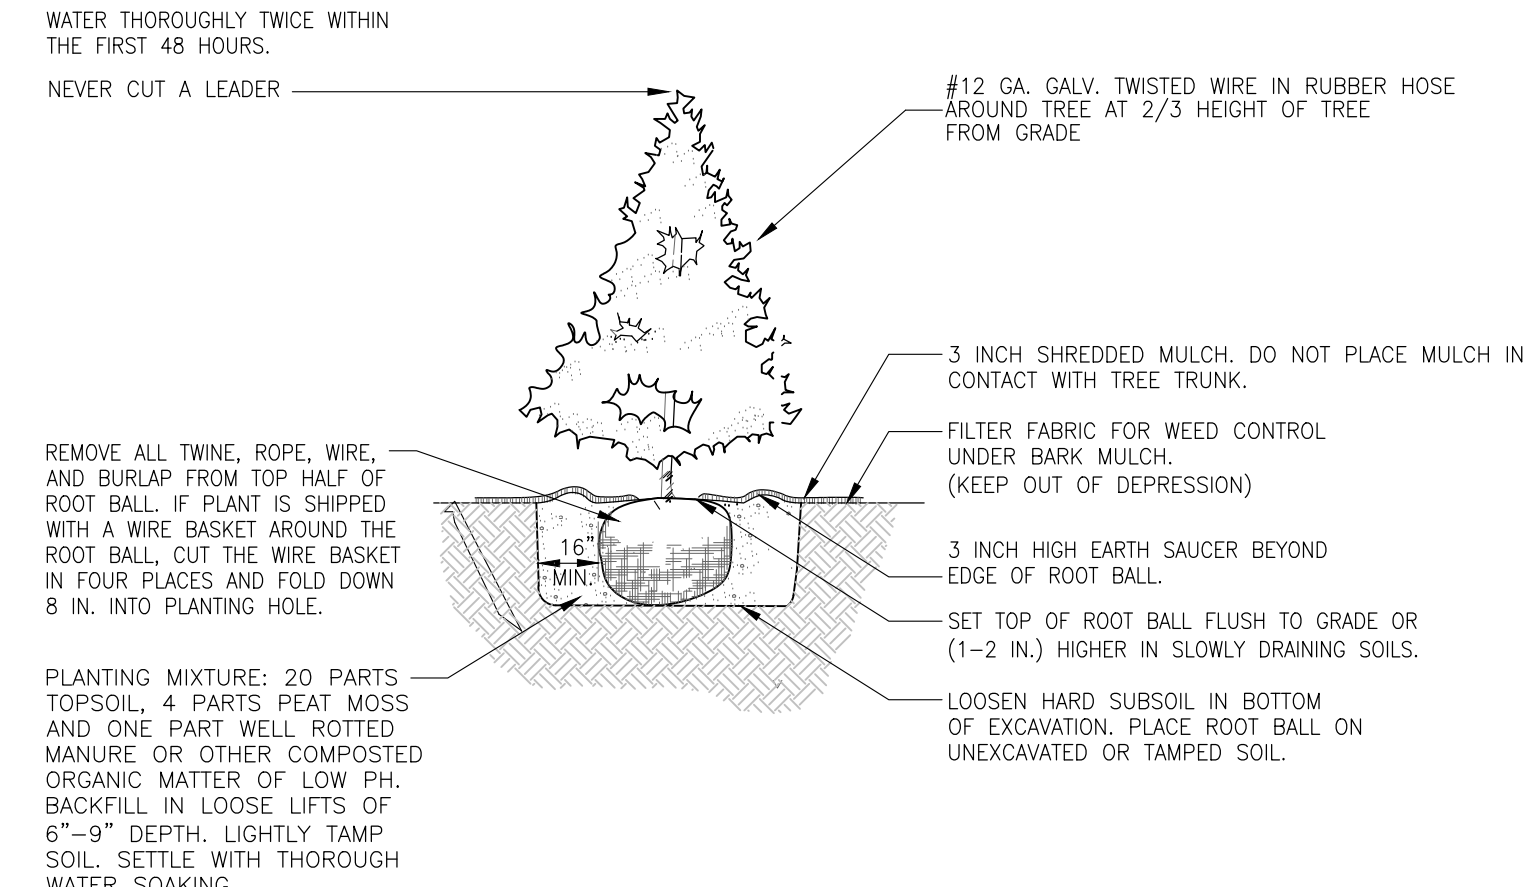 WATER THOROUGHLY TWICE WITHIN
THE FIRST 48 HOURS.
NEVER CUT A LEADER
#12 GA. GALV. TWISTED WIRE IN RUBBER HOSE
AROUND TREE AT 2/3 HEIGHT OF TREE
FROM GRADE
3 INCH SHREDDED MULCH. DO NOT PLACE MULCH IN
CONTACT WITH TREE TRUNK.
FILTER FABRIC FOR WEED CONTROL
UNDER BARK MULCH.
(KEEP OUT OF DEPRESSION)
REMOVE ALL TWINE, ROPE, WIRE,
AND BURLAP FROM TOP HALF OF
ROOT BALL. IF PLANT IS SHIPPED
WITH A WIRE BASKET AROUND THE
ROOT BALL, CUT THE WIRE BASKET
IN FOUR PLACES AND FOLD DOWN
8 IN. INTO PLANTING HOLE.
16”
MIN.
3 INCH HIGH EARTH SAUCER BEYOND
EDGE OF ROOT BALL.
SET TOP OF ROOT BALL FLUSH TO GRADE OR
(1–2 IN.) HIGHER IN SLOWLY DRAINING SOILS.
LOOSEN HARD SUBSOIL IN BOTTOM
OF EXCAVATION. PLACE ROOT BALL ON
UNEXCAVATED OR TAMPED SOIL.
PLANTING MIXTURE: 20 PARTS
TOPSOIL, 4 PARTS PEAT MOSS
AND ONE PART WELL ROTTED
MANURE OR OTHER COMPOSTED
ORGANIC MATTER OF LOW PH.
BACKFILL IN LOOSE LIFTS OF
6”–9” DEPTH. LIGHTLY TAMP
SOIL. SETTLE WITH THOROUGH
WATER SOAKING